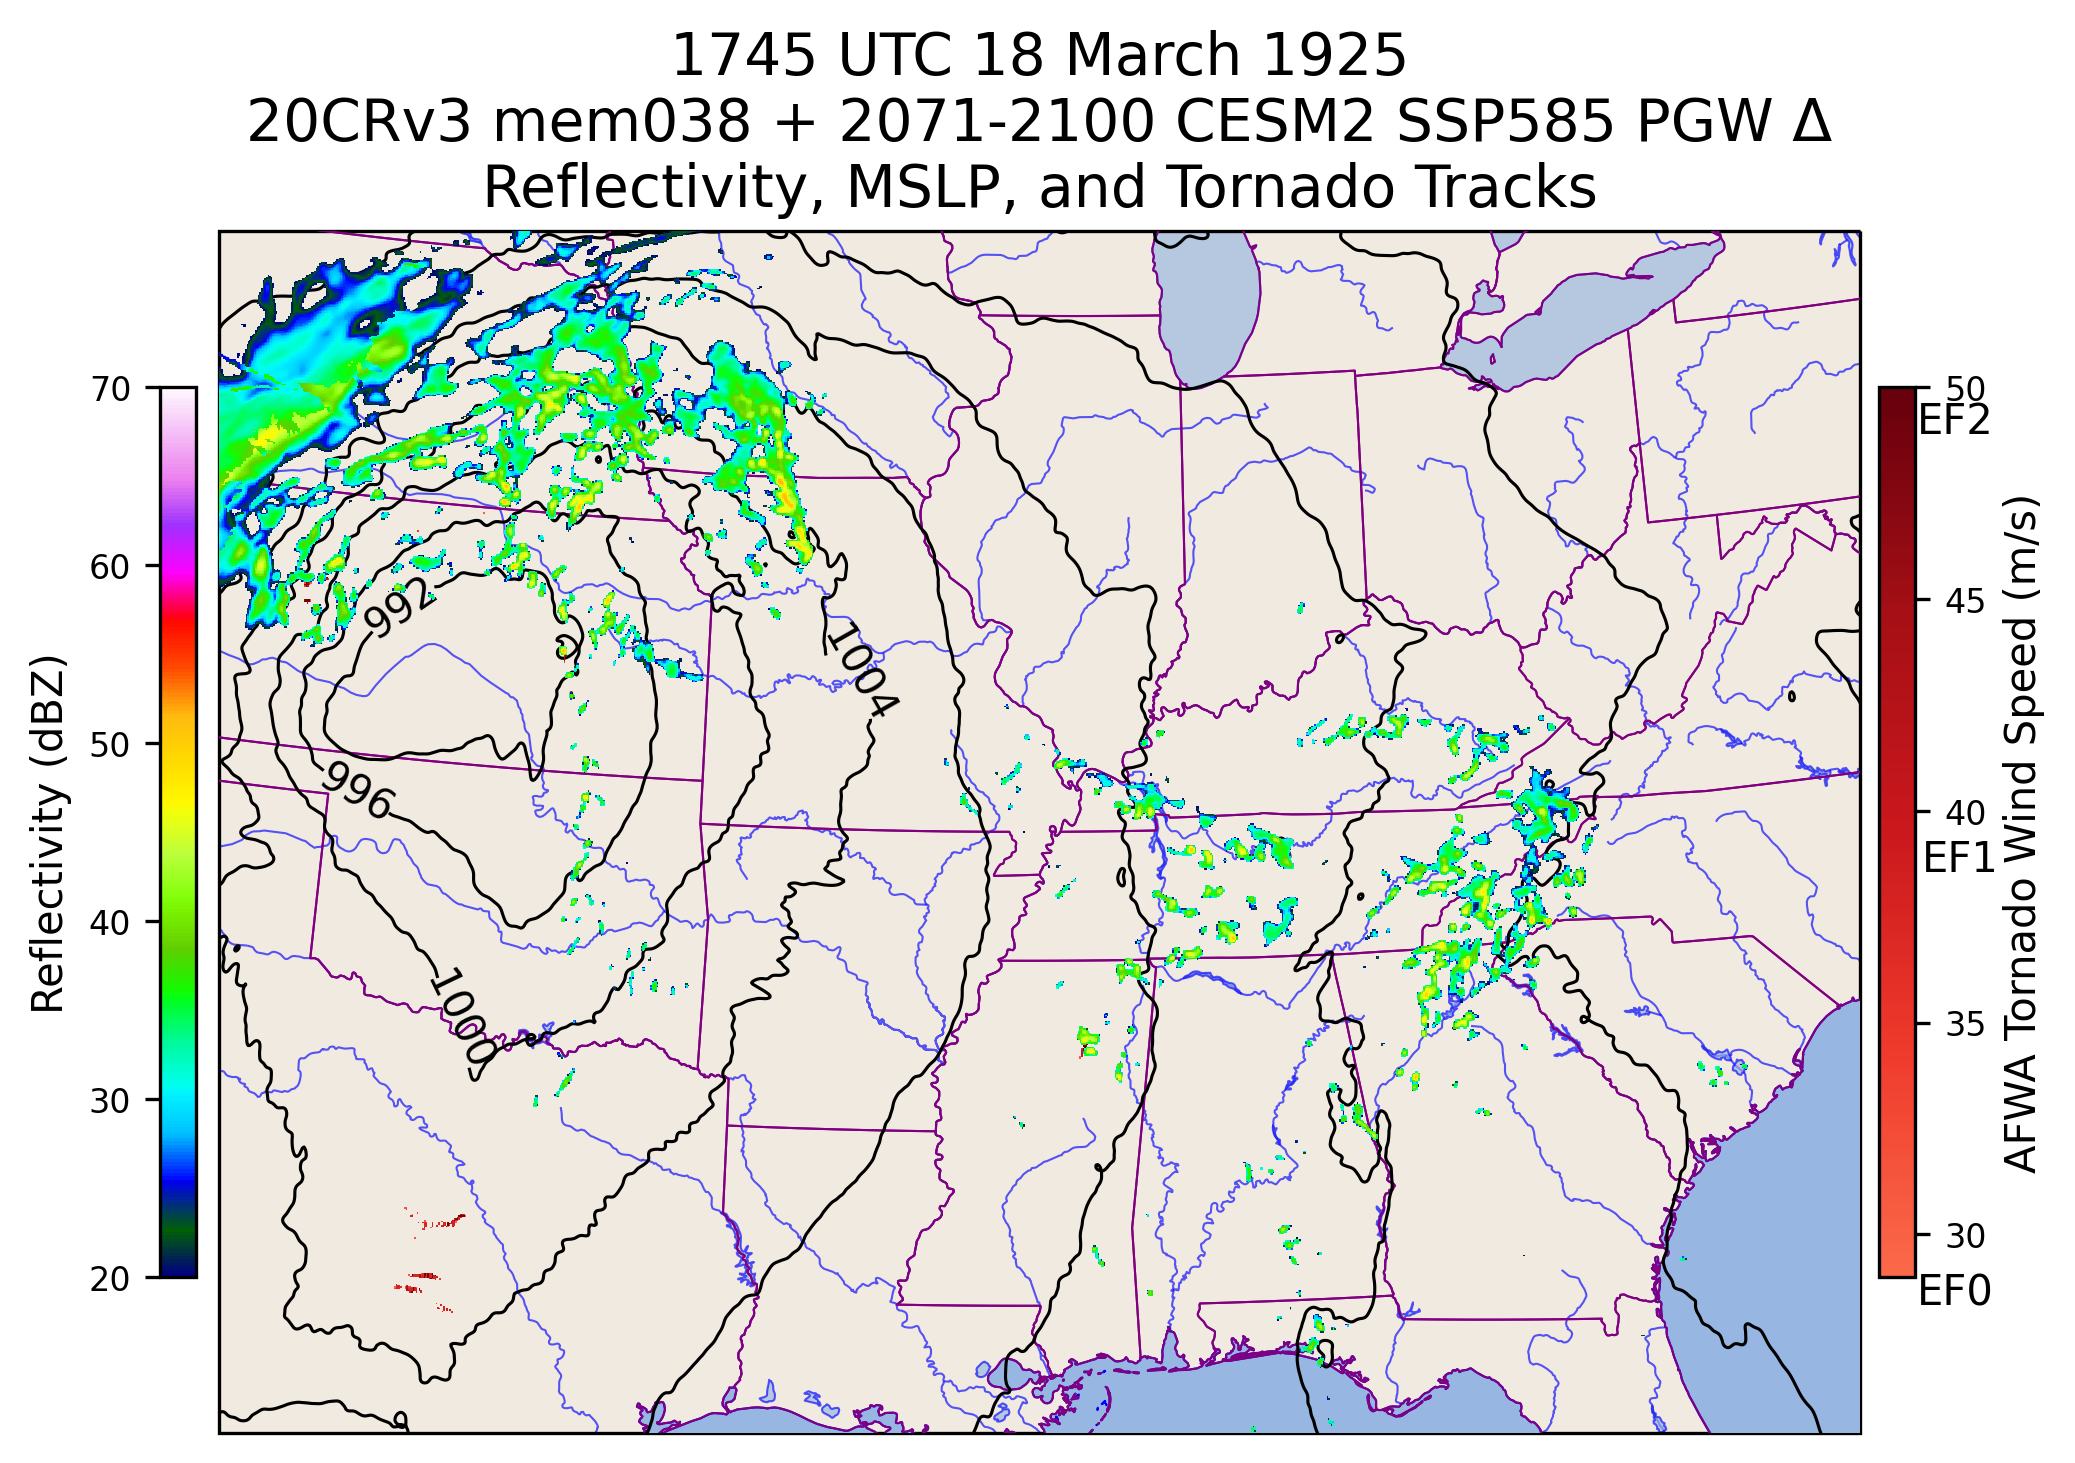 1745 UTC 18 March 1925
20CRv3 mem038 + 2071-2100 CESM2 SSP585 PGW Δ
Reflectivity, MSLP, and Tornado Tracks
Reflectivity (dBZ)
70
60
50
40
30
20
992
996
1000
1004
50
EF2
45
40
EF1
35
30
EF0
AFWA Tornado Wind Speed (m/s)